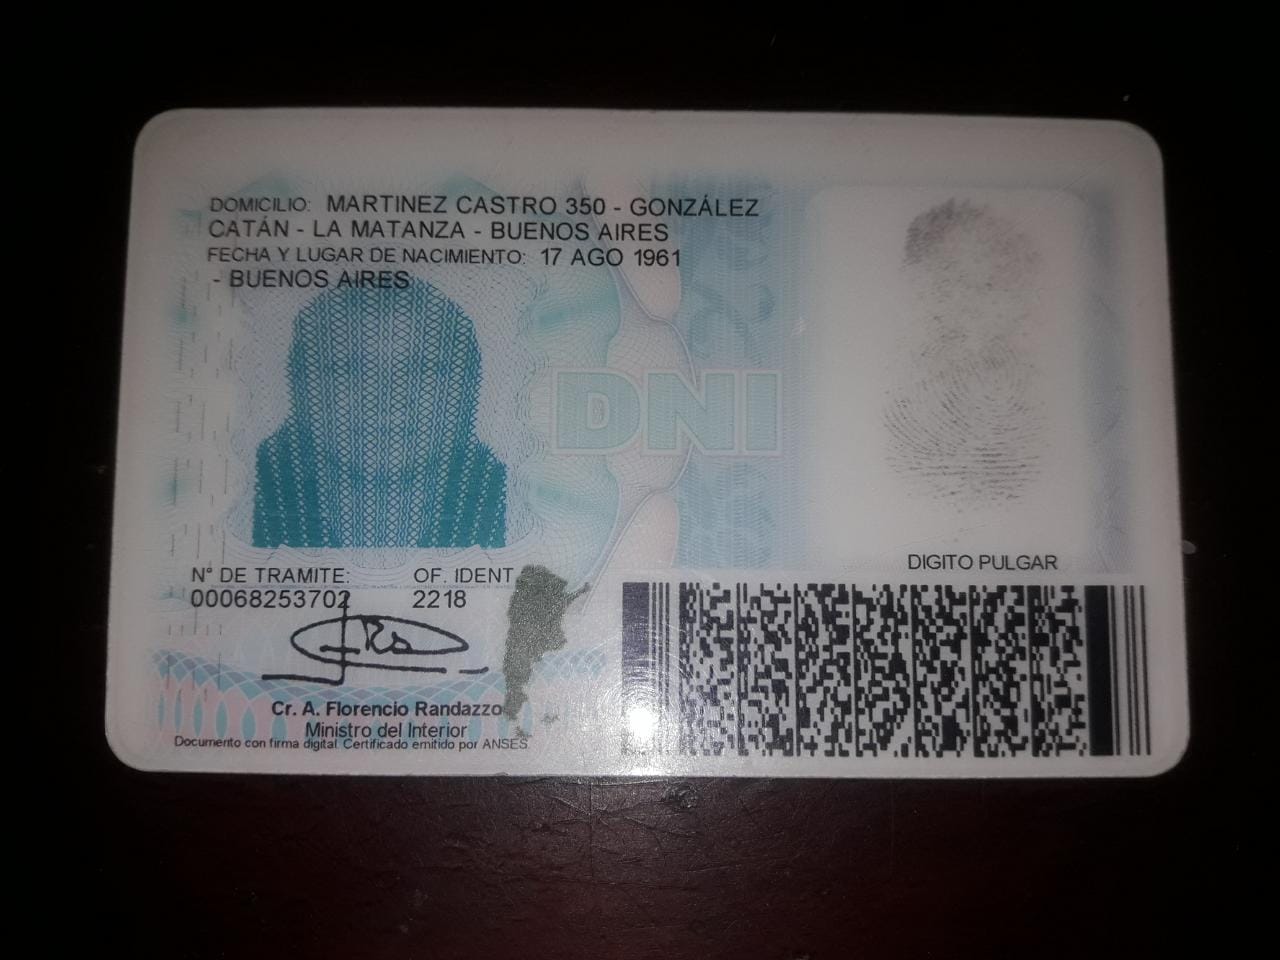 DOMICILIO: MARTINEZ CASTRO 350 - GONZÁLEZ
CATÁN - LA MATANZA - BUENOS AIRES
FECHA Y LUGAR DE NACIMIENTO: 17 AGO 1961
- BUENOS AIRES
DNI
DIGITO PULGAR
N° DE TRAMITE: OF. IDENT
00068253702 2218
Cr. A. Florencio Randazzo
Ministro del Interior
Documento con firma digital. Certificado emitido por ANSES.